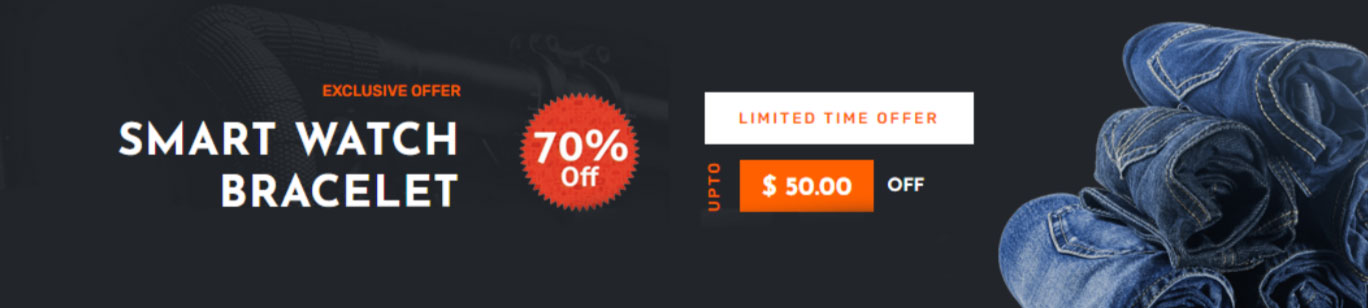 EXCLUSIVE OFFER
SMART WATCH
BRACELET
70%
Off
LIMITED TIME OFFER
UPTO
$ 50.00
OFF